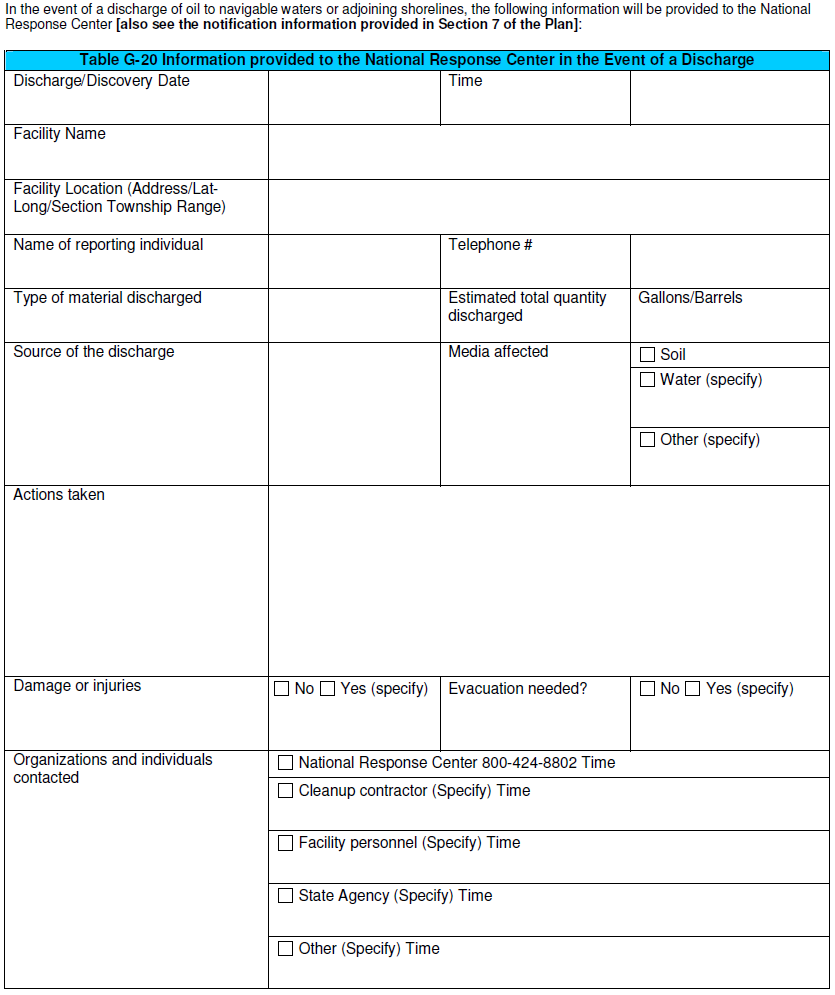 In the event of a discharge of oil to navigable waters or adjoining shorelines, the following information will be provided to the National
Response Center [also see the notification information provided in Section 7 of the Plan]:
Table G-20 Information provided to the National Response Center in the Event of a Discharge
Discharge/Discovery Date
Time
Facility Name
Facility Location (Address/Lat-
Long/Section Township Range)
Name of reporting individual
Telephone #
Type of material discharged
Estimated total quantity
discharged
Gallons/Barrels
Source of the discharge
Media affected
Soil
Water (specify)
Other (specify)
Actions taken
Damage or injuries
No Yes (specify)
Evacuation needed?
No Yes (specify)
Organizations and individuals
contacted
National Response Center 800-424-8802 Time
Cleanup contractor (Specify) Time
Facility personnel (Specify) Time
State Agency (Specify) Time
Other (Specify) Time